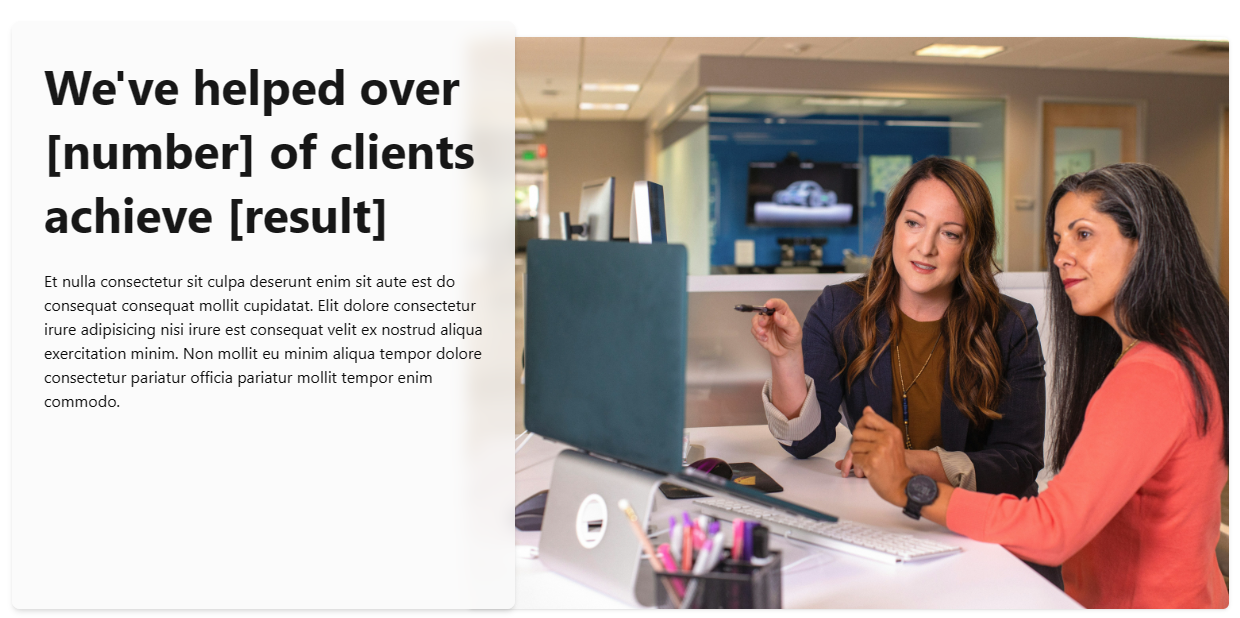 We've helped over
[number] of clients
achieve [result]
Et nulla consectetur sit culpa deserunt enim sit aute est do
consequat consequat mollit cupidatat. Elit dolore consectetur
irure adipisicing nisi irure est consequat velit ex nostrud aliqua
exercitation minim. Non mollit eu minim aliqua tempor dolore
consectetur pariatur officia pariatur mollit tempor enim
commodo.